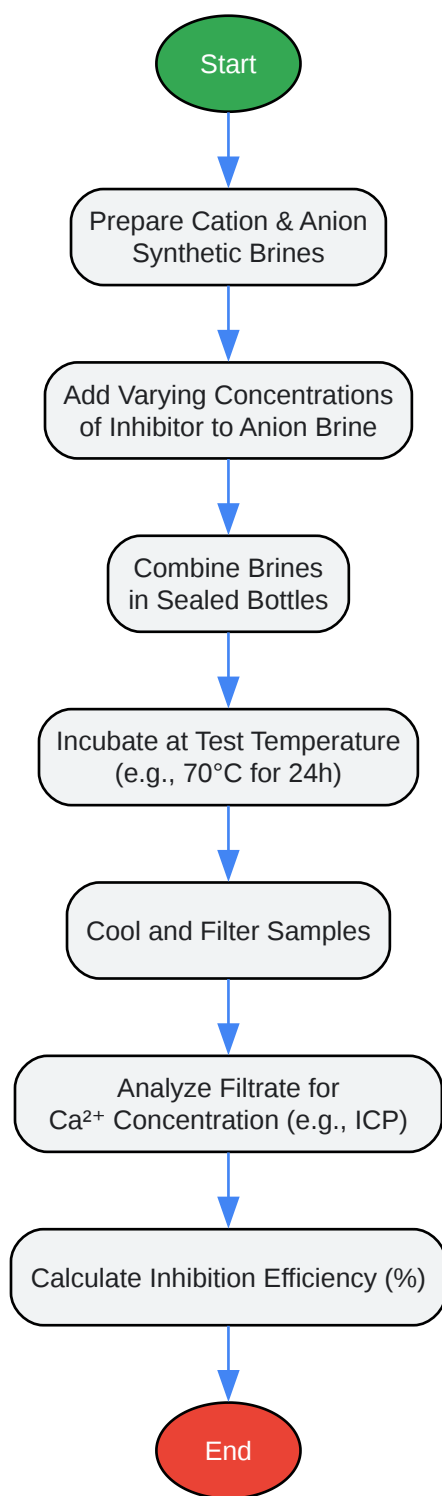 Start
Prepare Cation & Anion
Synthetic Brines
Add Varying Concentrations
of Inhibitor to Anion Brine
Combine Brines
in Sealed Bottles
Incubate at Test Temperature
(e.g., 70°C for 24h)
Cool and Filter Samples
Analyze Filtrate for
Ca²⁺ Concentration (e.g., ICP)
Calculate Inhibition Efficiency (%)
End